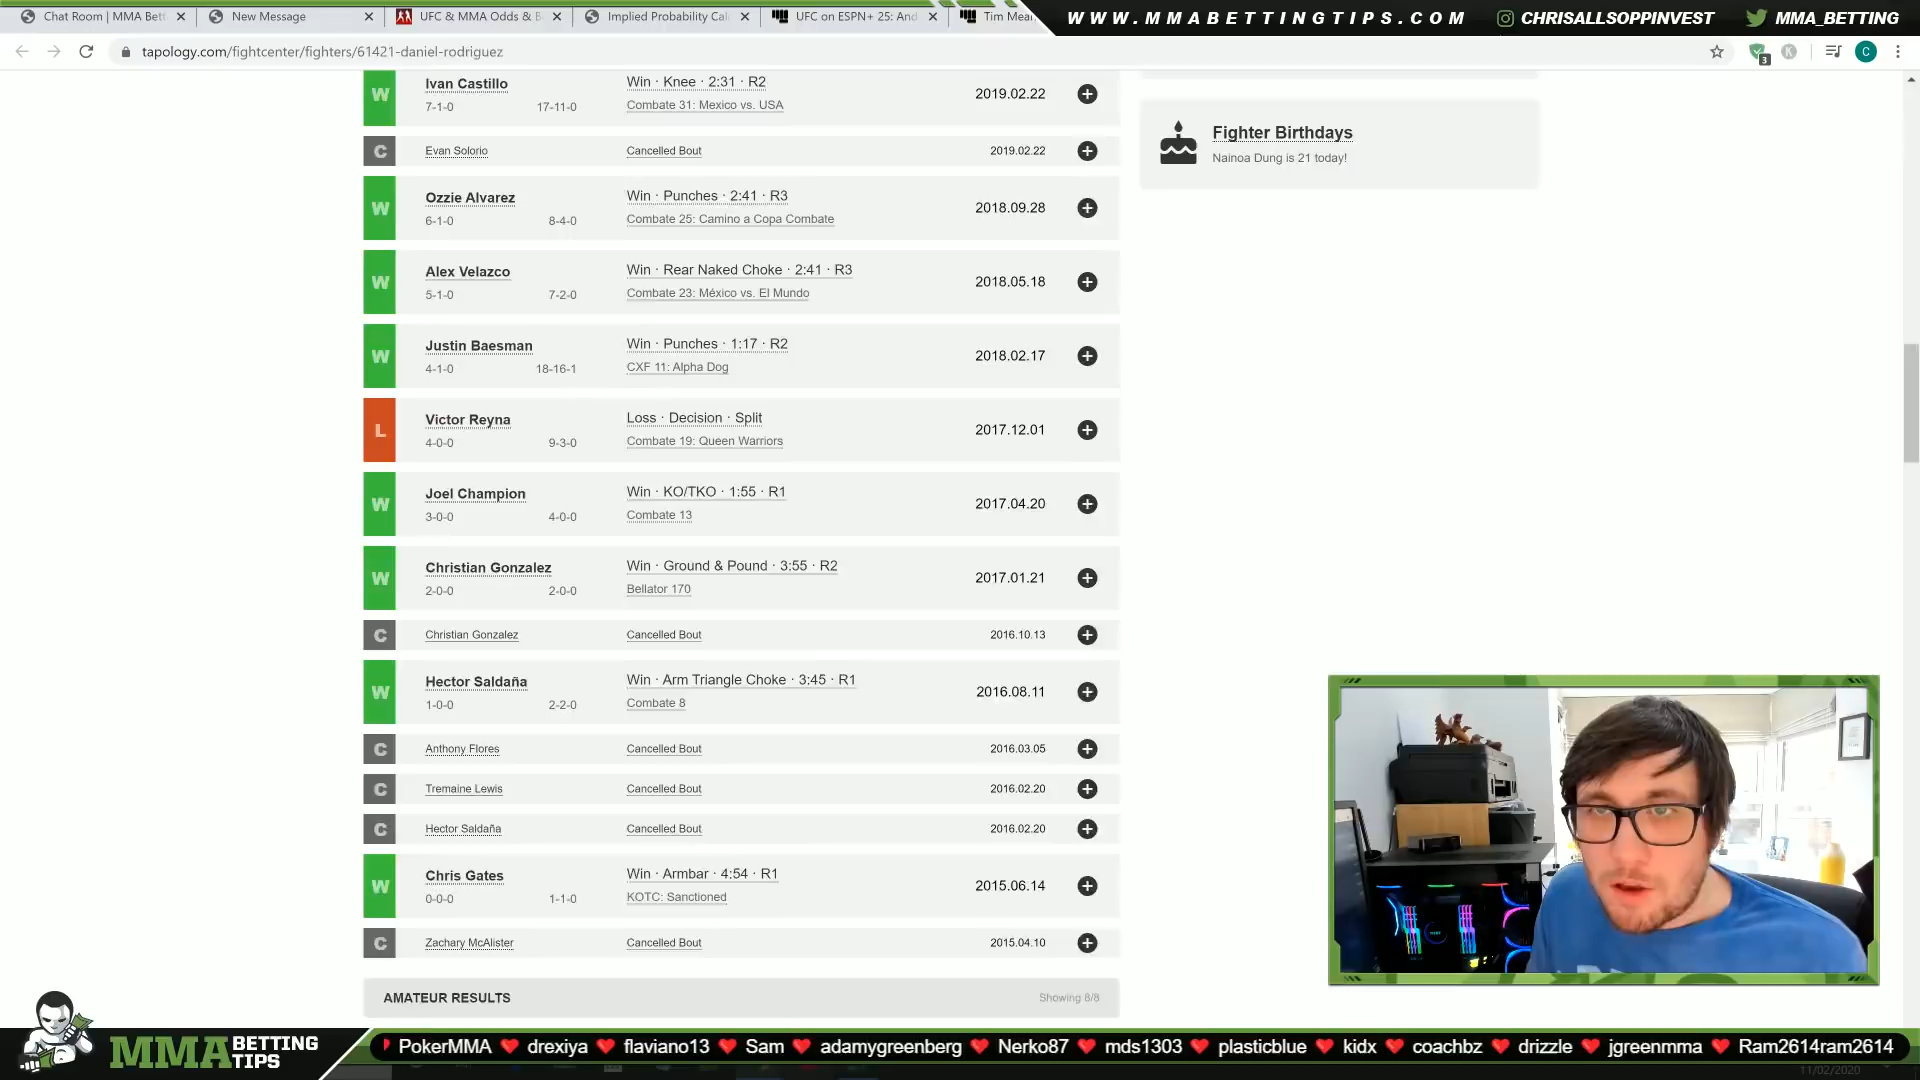 Chat Room | MMA Bett
New Message
UFC & MMA Odds & B
Implied Probability Cal
UFC on ESPN+ 25: And
Tim Mea
WWW.MMABETTINGTIPS.COM
CHRISALLSOPPINVEST
MMA_BETTING
tapology.com/fightcenter/fighters/61421-daniel-rodriguez
3
K
C
W
Ivan Castillo
Win · Knee · 2:31 · R2
2019.02.22
7-1-0
17-11-0
Combate 31: Mexico vs. USA
C
Evan Solorio
Cancelled Bout
2019.02.22
W
Ozzie Alvarez
Win · Punches · 2:41 · R3
2018.09.28
6-1-0
8-4-0
Combate 25: Camino a Copa Combate
W
Alex Velazco
Win · Rear Naked Choke · 2:41 · R3
2018.05.18
5-1-0
7-2-0
Combate 23: México vs. El Mundo
W
Justin Baesman
Win · Punches · 1:17 · R2
2018.02.17
4-1-0
18-16-1
CXF 11: Alpha Dog
L
Victor Reyna
Loss · Decision · Split
2017.12.01
4-0-0
9-3-0
Combate 19: Queen Warriors
W
Joel Champion
Win · KO/TKO · 1:55 · R1
2017.04.20
3-0-0
4-0-0
Combate 13
W
Christian Gonzalez
Win · Ground & Pound · 3:55 · R2
2017.01.21
2-0-0
2-0-0
Bellator 170
C
Christian Gonzalez
Cancelled Bout
2016.10.13
W
Hector Saldaña
Win · Arm Triangle Choke · 3:45 · R1
2016.08.11
1-0-0
2-2-0
Combate 8
C
Anthony Flores
Cancelled Bout
2016.03.05
C
Tremaine Lewis
Cancelled Bout
2016.02.20
C
Hector Saldaña
Cancelled Bout
2016.02.20
W
Chris Gates
Win · Armbar · 4:54 · R1
2015.06.14
0-0-0
1-1-0
KOTC: Sanctioned
C
Zachary McAlister
Cancelled Bout
2015.04.10
AMATEUR RESULTS
Showing 8/8
Fighter Birthdays
Nainoa Dung is 21 today!
MMA BETTING TIPS
PokerMMA ❤ drexiya ❤ flaviano13 ❤ Sam ❤ adamygreenberg ❤ Nerko87 ❤ mds1303 ❤ plasticblue ❤ kidx ❤ coachbz ❤ drizzle ❤ jgreenmma ❤ Ram2614ram2614
11/02/2020